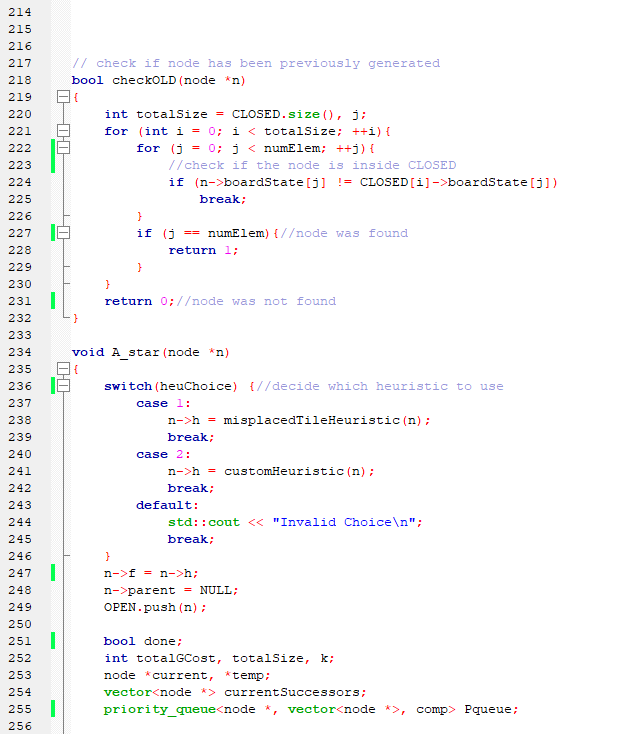 214
215
216
217 // check if node has been previously generated
218 bool checkOLD(node *n)
219 {
220 int totalSize = CLOSED.size(), j;
221 for (int i = 0; i < totalSize; ++i){
222 for (j = 0; j < numElem; ++j){
223 //check if the node is inside CLOSED
224 if (n->boardState[j] != CLOSED[i]->boardState[j])
225 break;
226 }
227 if (j == numElem){//node was found
228 return 1;
229 }
230 }
231 return 0;//node was not found
232 }
233
234 void A_star(node *n)
235 {
236 switch(heuChoice) {//decide which heuristic to use
237 case 1:
238 n->h = misplacedTileHeuristic(n);
239 break;
240 case 2:
241 n->h = customHeuristic(n);
242 break;
243 default:
244 std::cout << "Invalid Choice\n";
245 break;
246 }
247 n->f = n->h;
248 n->parent = NULL;
249 OPEN.push(n);
250
251 bool done;
252 int totalGCost, totalSize, k;
253 node *current, *temp;
254 vector<node *> currentSuccessors;
255 priority_queue<node *, vector<node *>, comp> Pqueue;
256